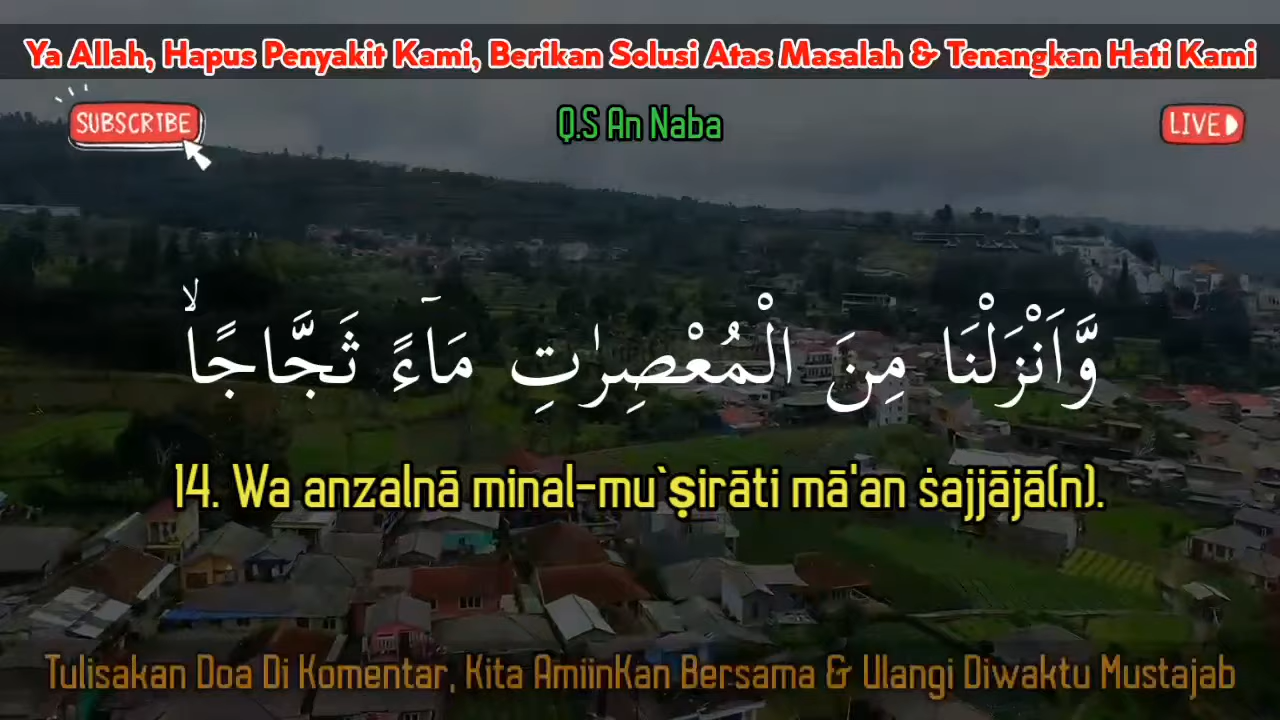 Ya Allah, Hapus Penyakit Kami, Berikan Solusi Atas Masalah & Tenangkan Hati Kami
SUBSCRIBE
Q.S An Naba
LIVE
وَّاَنْزَلْنَا مِنَ الْمُعْصِرٰتِ مَآءً ثَجَّاجًاۙ
14. Wa anzalnā minal-mu`ṣirāti mā'an ṡajjājā(n).
Tulisakan Doa Di Komentar, Kita AmiinKan Bersama & Ulangi Diwaktu Mustajab